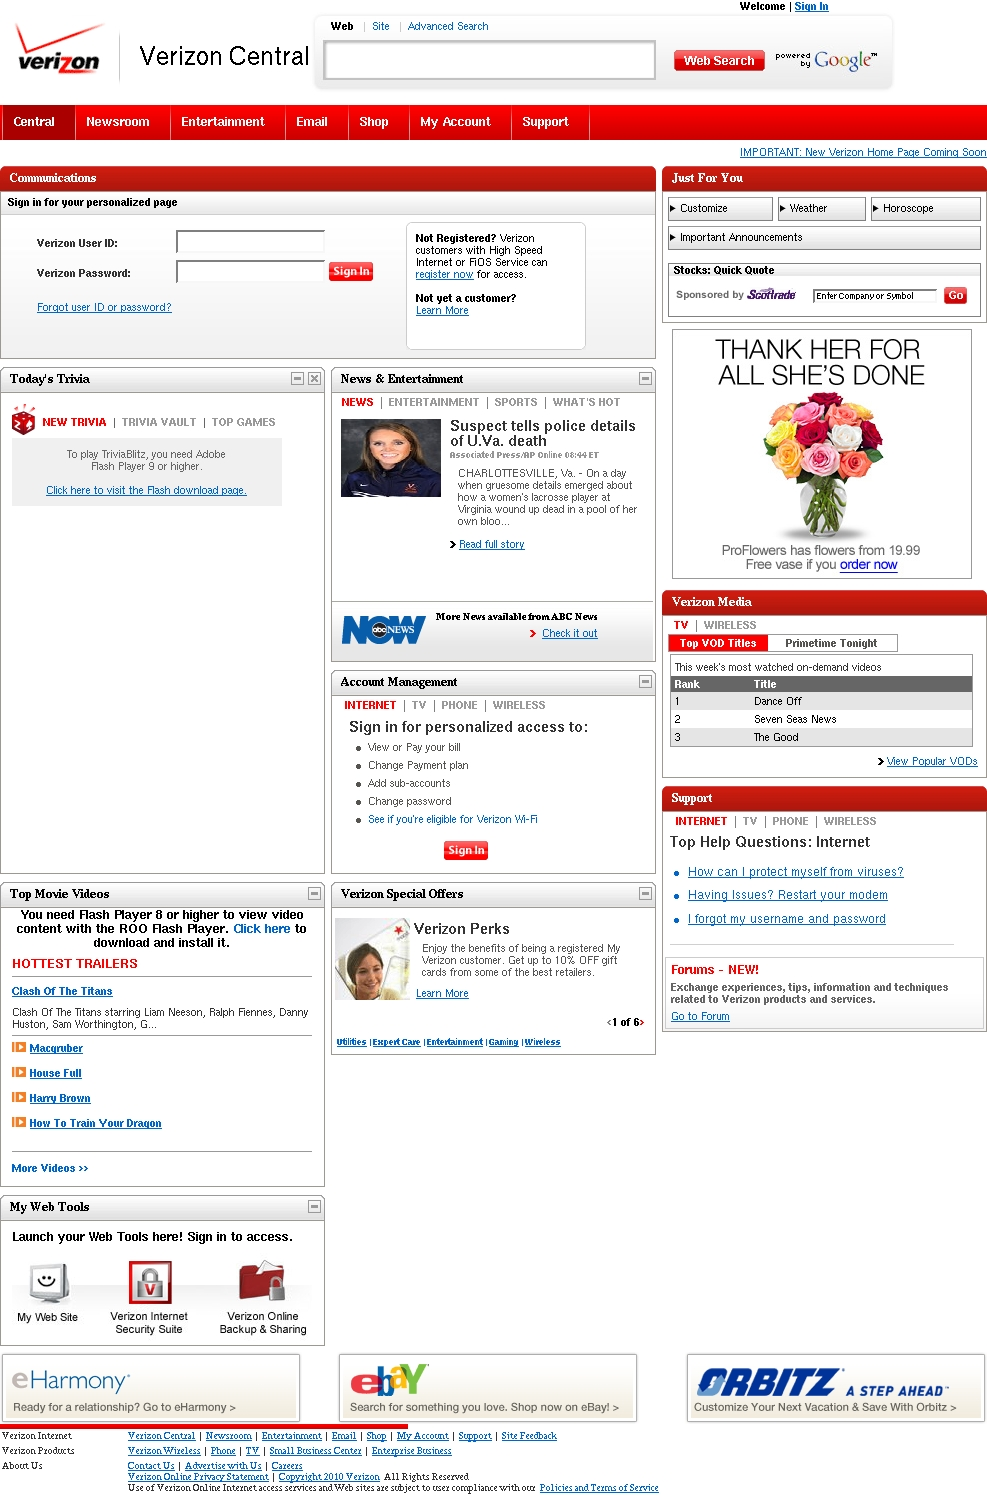 Welcome | Sign In
verizon
Verizon Central
Web | Site | Advanced Search
Web Search
powered by Google™
Central
Newsroom
Entertainment
Email
Shop
My Account
Support
IMPORTANT: New Verizon Home Page Coming Soon
Communications
Sign in for your personalized page
Verizon User ID:
Verizon Password:
Sign In
Forgot user ID or password?
Not Registered? Verizon
customers with High Speed
Internet or FiOS Service can
register now for access.
Not yet a customer?
Learn More
Just For You
Customize
Weather
Horoscope
Important Announcements
Stocks: Quick Quote
Sponsored by Scottrade
Enter Company or Symbol
Go
THANK HER FOR
ALL SHE'S DONE
ProFlowers has flowers from 19.99
Free vase if you order now
Today's Trivia
NEW TRIVIA | TRIVIA VAULT | TOP GAMES
To play TriviaBlitz, you need Adobe
Flash Player 9 or higher.
Click here to visit the Flash download page.
News & Entertainment
NEWS | ENTERTAINMENT | SPORTS | WHAT'S HOT
Suspect tells police details
of U.Va. death
Associated Press/AP Online 08:44 ET
CHARLOTTESVILLE, Va. - On a day
when gruesome details emerged about
how a women's lacrosse player at
Virginia wound up dead in a pool of her
own bloo...
Read full story
abc NEWS NOW
More News available from ABC News
Check it out
Account Management
INTERNET | TV | PHONE | WIRELESS
Sign in for personalized access to:
View or Pay your bill
Change Payment plan
Add sub-accounts
Change password
See if you're eligible for Verizon Wi-Fi
Sign In
Verizon Media
TV | WIRELESS
Top VOD Titles
Primetime Tonight
This week's most watched on-demand videos
Rank Title
1 Dance Off
2 Seven Seas News
3 The Good
View Popular VODs
Support
INTERNET | TV | PHONE | WIRELESS
Top Help Questions: Internet
How can I protect myself from viruses?
Having Issues? Restart your modem
I forgot my username and password
Forums - NEW!
Exchange experiences, tips, information and techniques
related to Verizon products and services.
Go to Forum
Top Movie Videos
You need Flash Player 8 or higher to view video
content with the ROO Flash Player. Click here to
download and install it.
HOTTEST TRAILERS
Clash Of The Titans
Clash Of The Titans starring Liam Neeson, Ralph Fiennes, Danny
Huston, Sam Worthington, G...
Macgruber
House Full
Harry Brown
How To Train Your Dragon
More Videos >>
Verizon Special Offers
Verizon Perks
Enjoy the benefits of being a registered My
Verizon customer. Get up to 10% OFF gift
cards from some of the best retailers.
Learn More
<1 of 6>
Utilities | Expert Care | Entertainment | Gaming | Wireless
My Web Tools
Launch your Web Tools here! Sign in to access.
My Web Site
Verizon Internet
Security Suite
Verizon Online
Backup & Sharing
eHarmony
Ready for a relationship? Go to eHarmony >
ebaY
Search for something you love. Shop now on eBay! >
ORBITZ A STEP AHEAD™
Customize Your Next Vacation & Save With Orbitz >
Verizon Internet Verizon Central | Newsroom | Entertainment | Email | Shop | My Account | Support | Site Feedback
Verizon Products Verizon Wireless | Phone | TV | Small Business Center | Enterprise Business
About Us Contact Us | Advertise with Us | Careers
Verizon Online Privacy Statement | Copyright 2010 Verizon All Rights Reserved
Use of Verizon Online Internet access services and Web sites are subject to user compliance with our Policies and Terms of Service